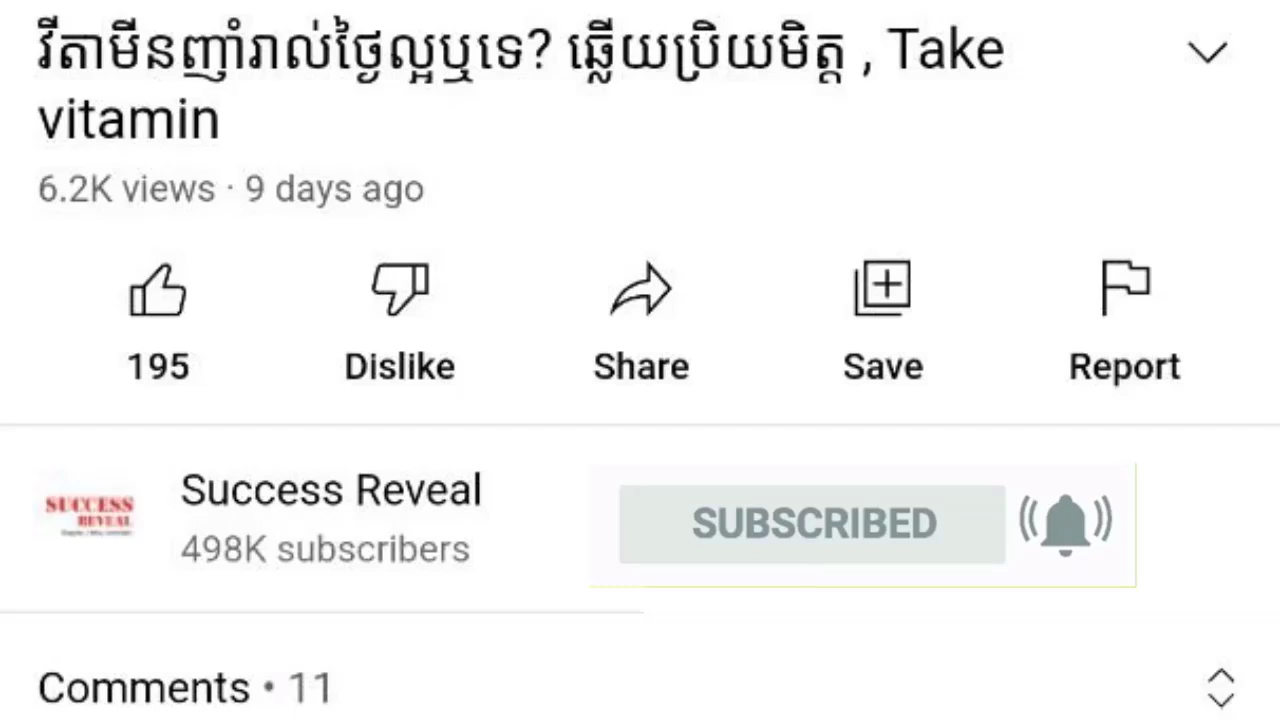 វីតាមីនញ៉ាំរាល់ថ្ងៃល្អឬទេ? ឆ្លើយប្រិយមិត្ត , Take
vitamin
6.2K views · 9 days ago
195 Dislike Share Save Report
SUCCESS
REVEAL
Success Reveal
498K subscribers
SUBSCRIBED
Comments • 11